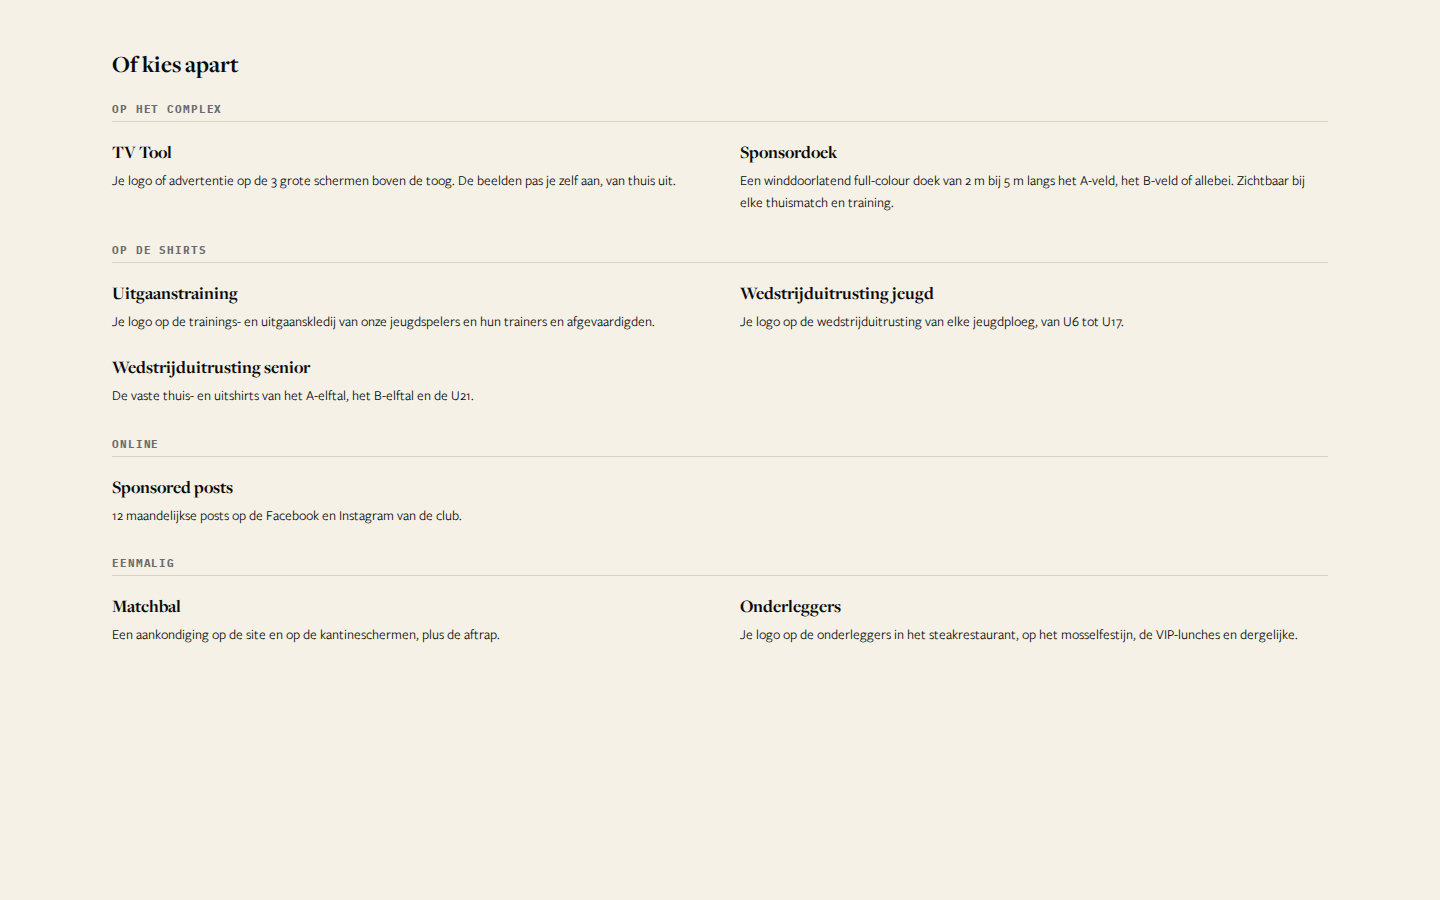 Of kies apart
OP HET COMPLEX
TV Tool
Je logo of advertentie op de 3 grote schermen boven de toog. De beelden pas je zelf aan, van thuis uit.
Sponsordoek
Een winddoorlatend full-colour doek van 2 m bij 5 m langs het A-veld, het B-veld of allebei. Zichtbaar bij
elke thuismatch en training.
OP DE SHIRTS
Uitgaanstraining
Je logo op de trainings- en uitgaanskledij van onze jeugdspelers en hun trainers en afgevaardigden.
Wedstrijduitrusting jeugd
Je logo op de wedstrijduitrusting van elke jeugdploeg, van U6 tot U17.
Wedstrijduitrusting senior
De vaste thuis- en uitshirts van het A-elftal, het B-elftal en de U21.
ONLINE
Sponsored posts
12 maandelijkse posts op de Facebook en Instagram van de club.
EENMALIG
Matchbal
Een aankondiging op de site en op de kantineschermen, plus de aftrap.
Onderleggers
Je logo op de onderleggers in het steakrestaurant, op het mosselfestijn, de VIP-lunches en dergelijke.